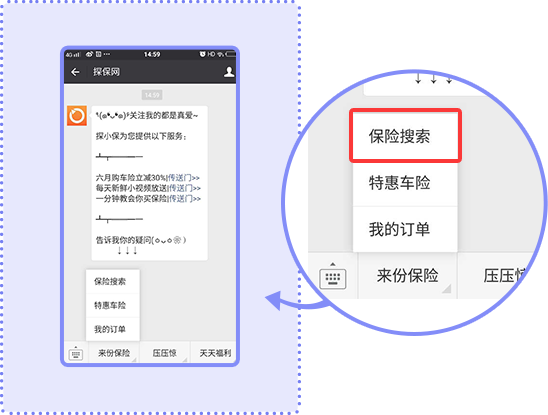 4G 14:59 HD
探保网
14:59
٩(๑❛ᴗ❛๑)۶关注我的都是真爱~
探小保为您提供以下服务:
六月购车险立减30%|传送门>>
每天新鲜小视频放送|传送门>>
一分钟教会你买保险|传送门>>
告诉我你的疑问(✿◡✿❀)
↓↓↓
保险搜索
特惠车险
我的订单
来份保险 压压惊 天天福利
↓↓↓
保险搜索
特惠车险
我的订单
来份保险 压压惊